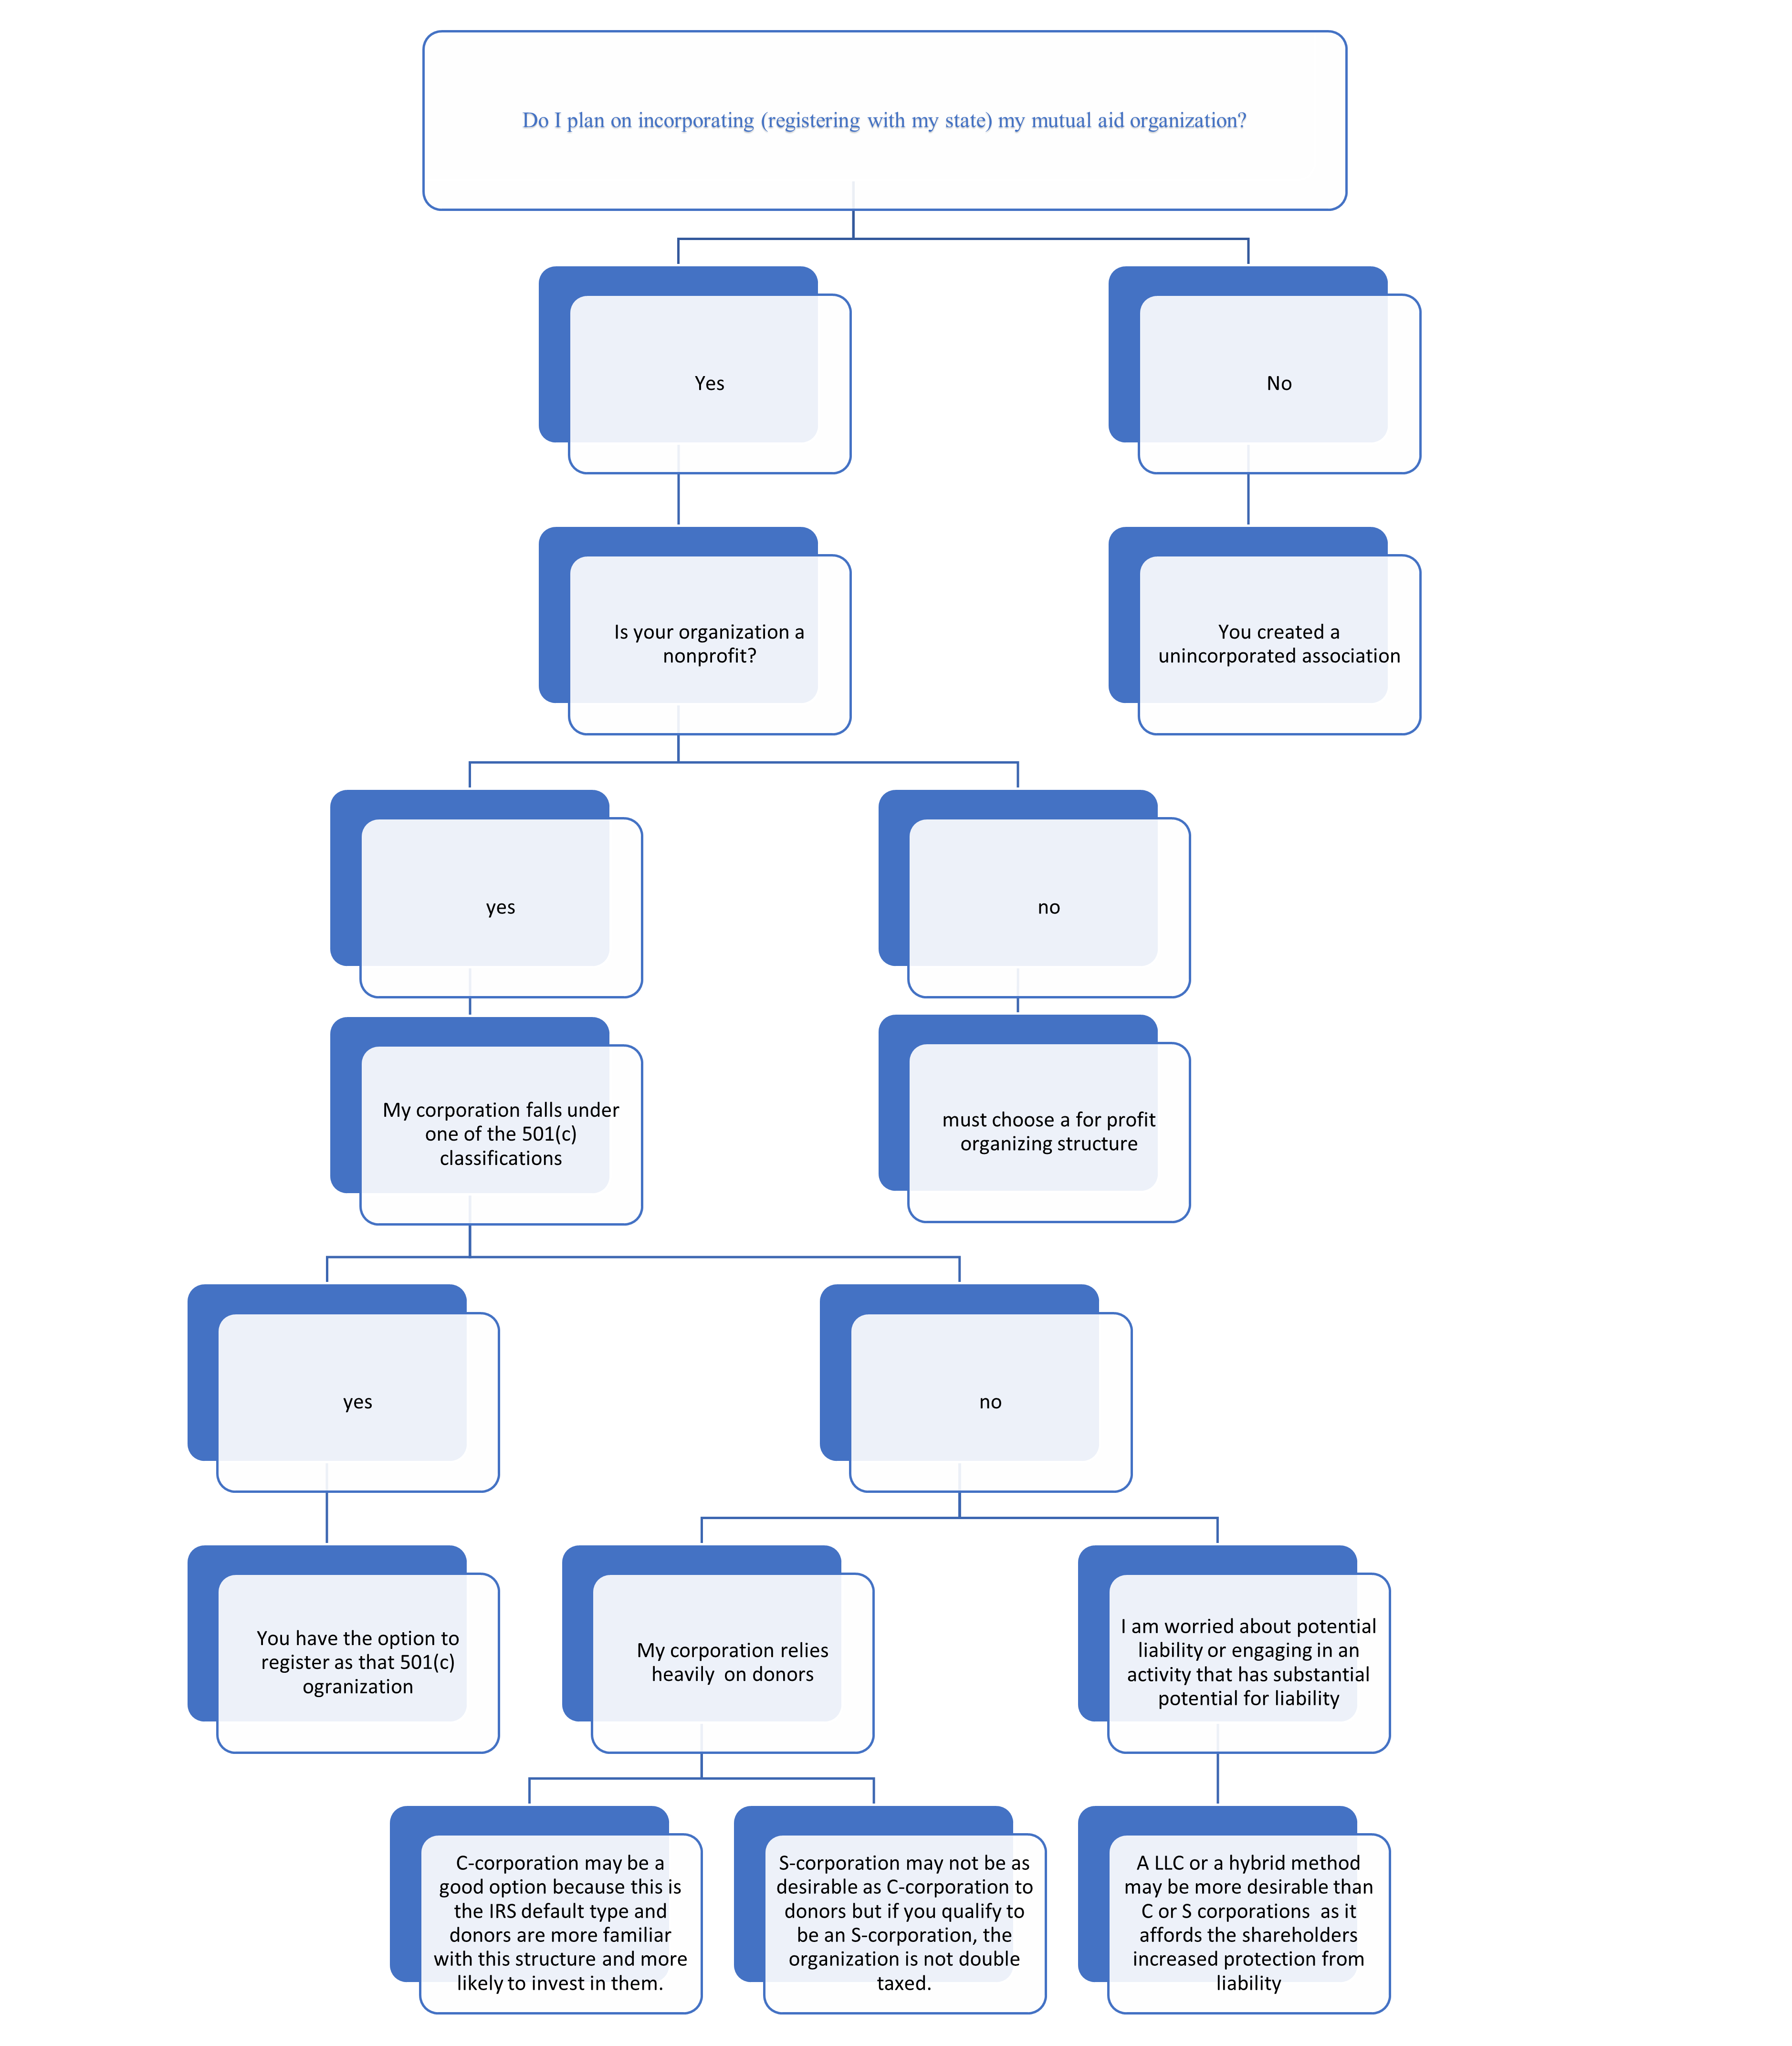 Do I plan on incorporating (registering with my state) my mutual aid organization?
Yes
No
Is your organization a
nonprofit?
You created a
unincorporated association
yes
no
My corporation falls under
one of the 501(c)
classifications
must choose a for profit
organizing structure
yes
no
You have the option to
register as that 501(c)
ogranization
My corporation relies
heavily on donors
I am worried about potential
liability or engaging in an
activity that has substantial
potential for liability
C-corporation may be a
good option because this is
the IRS default type and
donors are more familiar
with this structure and more
likely to invest in them.
S-corporation may not be as
desirable as C-corporation to
donors but if you qualify to
be an S-corporation, the
organization is not double
taxed.
A LLC or a hybrid method
may be more desirable than
C or S corporations as it
affords the shareholders
increased protection from
liability